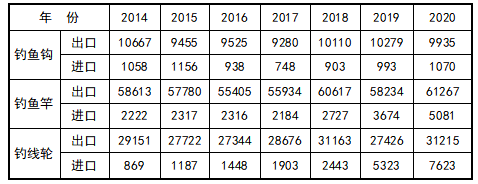 年 份 2014 2015 2016 2017 2018 2019 2020
钓鱼钩 出口 10667 9455 9525 9280 10110 10279 9935
进口 1058 1156 938 748 903 993 1070
钓鱼竿 出口 58613 57780 55405 55934 60617 58234 61267
进口 2222 2317 2316 2184 2727 3674 5081
钓线轮 出口 29151 27722 27344 28676 31163 27426 31215
进口 869 1187 1448 1903 2443 5323 7623